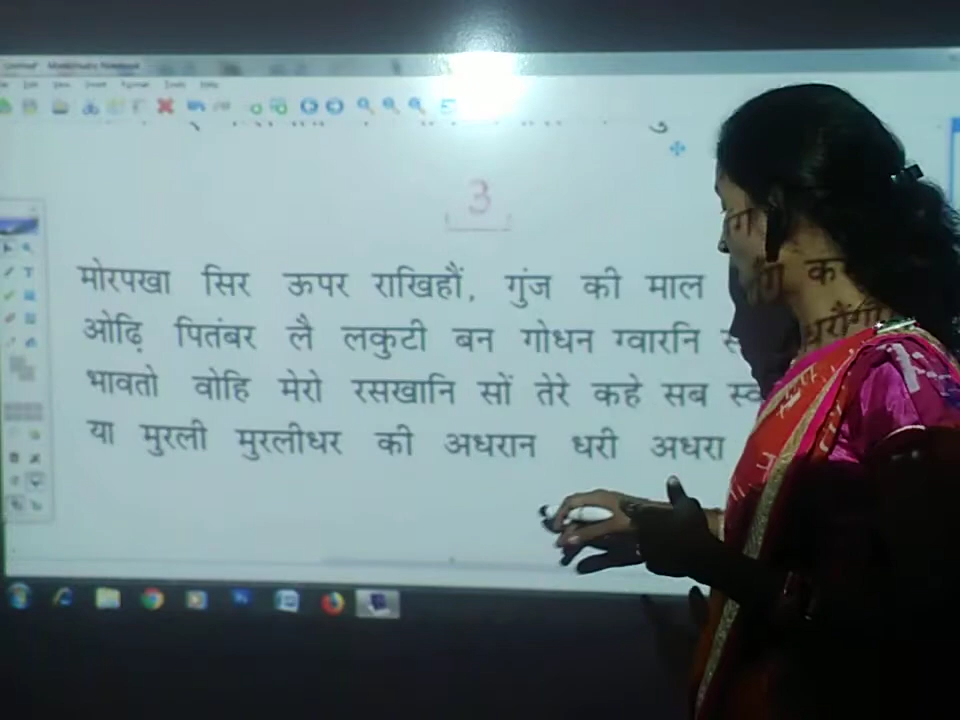 3
मोरपखा सिर ऊपर राखिहौं, गुंज की माल
ओढ़ि पितंबर लै लकुटी बन गोधन ग्वारनि
भावतो वोहि मेरो रसखानि सों तेरे कहे सब
या मुरली मुरलीधर की अधरान धरी अधरा